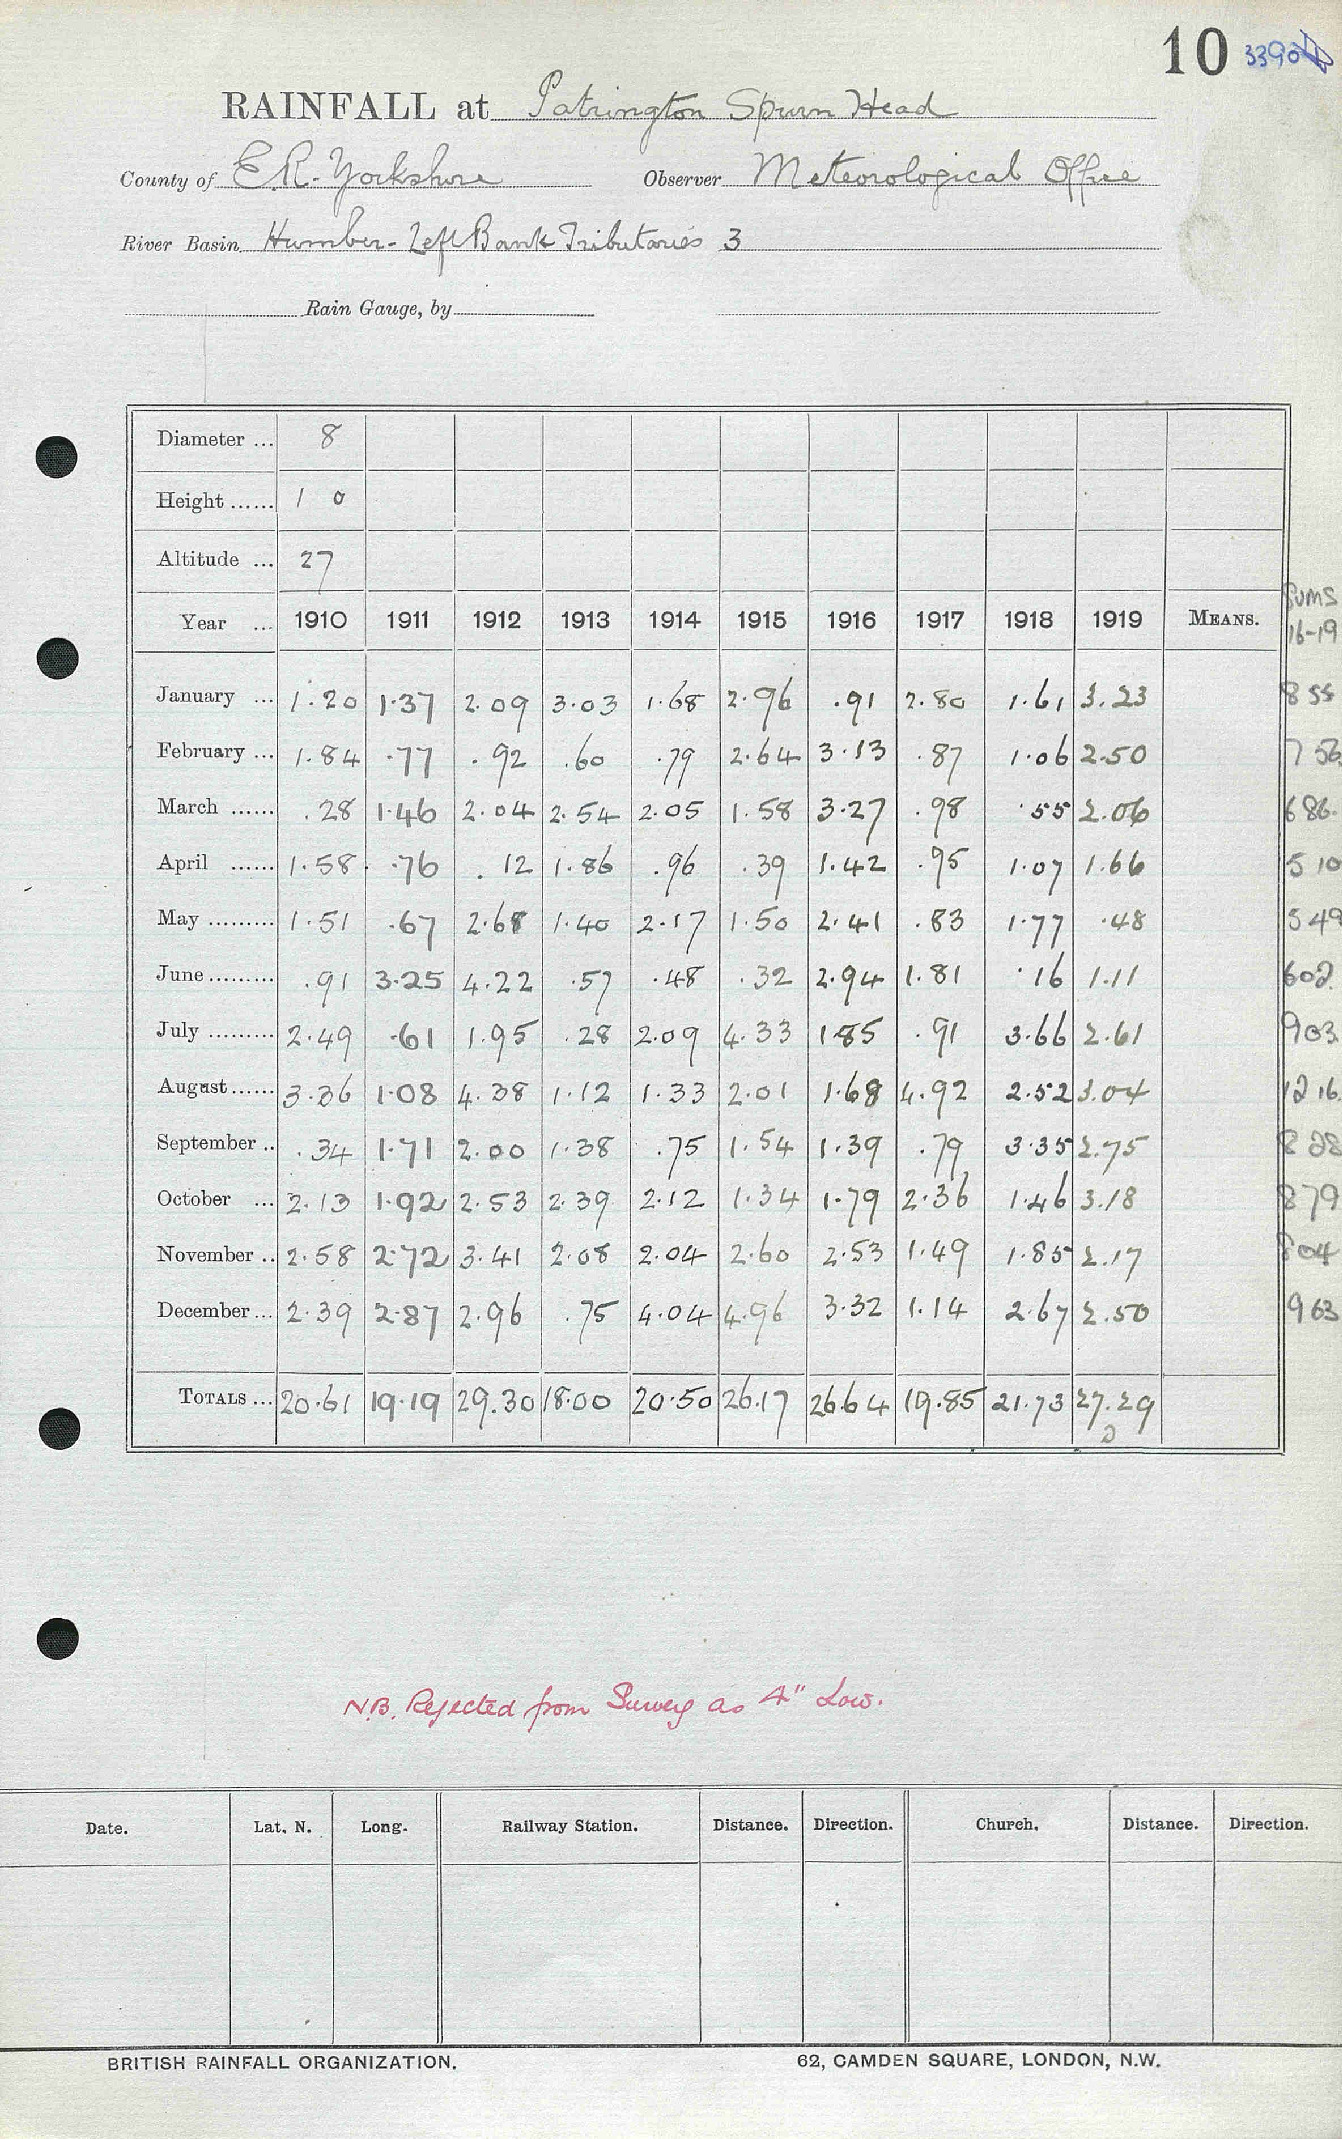 10 3390
RAINFALL at Patrington Spurn Head
County of E.R. Yorkshire Observer Meteorological Office
River Basin Humber - Left Bank Tributaries 3
Rain Gauge, by
Diameter ... 8
Height ...... 1 0
Altitude ... 27
Sums
Year ... 1910 1911 1912 1913 1914 1915 1916 1917 1918 1919 MEANS. 16-19
January ... 1.20 1.37 2.09 3.03 1.68 2.96 .91 2.80 1.61 3.23 855
February ... 1.84 .77 .92 .60 .79 2.64 3.13 .87 1.06 2.50 756
March ...... .28 1.46 2.04 2.54 2.05 1.58 3.27 .98 .55 2.06 686
April ...... 1.58 .76 .12 1.86 .96 .39 1.42 .95 1.07 1.66 510
May ......... 1.51 .67 2.68 1.40 2.17 1.50 2.41 .83 1.77 .48 549
June ......... .91 3.25 4.22 .57 .48 .32 2.94 1.81 .16 1.11 602
July ......... 2.49 .61 1.95 .28 2.09 4.33 1.85 .91 3.66 2.61 903
August ...... 3.36 1.08 4.38 1.12 1.33 2.01 1.68 4.92 2.52 3.04 1216
September .. .34 1.71 2.00 1.38 .75 1.54 1.39 .79 3.35 2.75 828
October ... 2.13 1.92 2.53 2.39 2.12 1.34 1.79 2.36 1.46 3.18 879
November .. 2.58 2.72 3.41 2.08 2.04 2.60 2.53 1.49 1.85 2.17 804
December ... 2.39 2.87 2.96 .75 4.04 4.96 3.32 1.14 2.67 2.50 963
TOTALS ... 20.61 19.19 29.30 18.00 20.50 26.17 26.64 19.85 21.73 27.29
N.B. Rejected from Survey as 4" Low.
Date. Lat. N. Long. Railway Station. Distance. Direction. Church. Distance. Direction.
BRITISH RAINFALL ORGANIZATION. 62, CAMDEN SQUARE, LONDON, N.W.